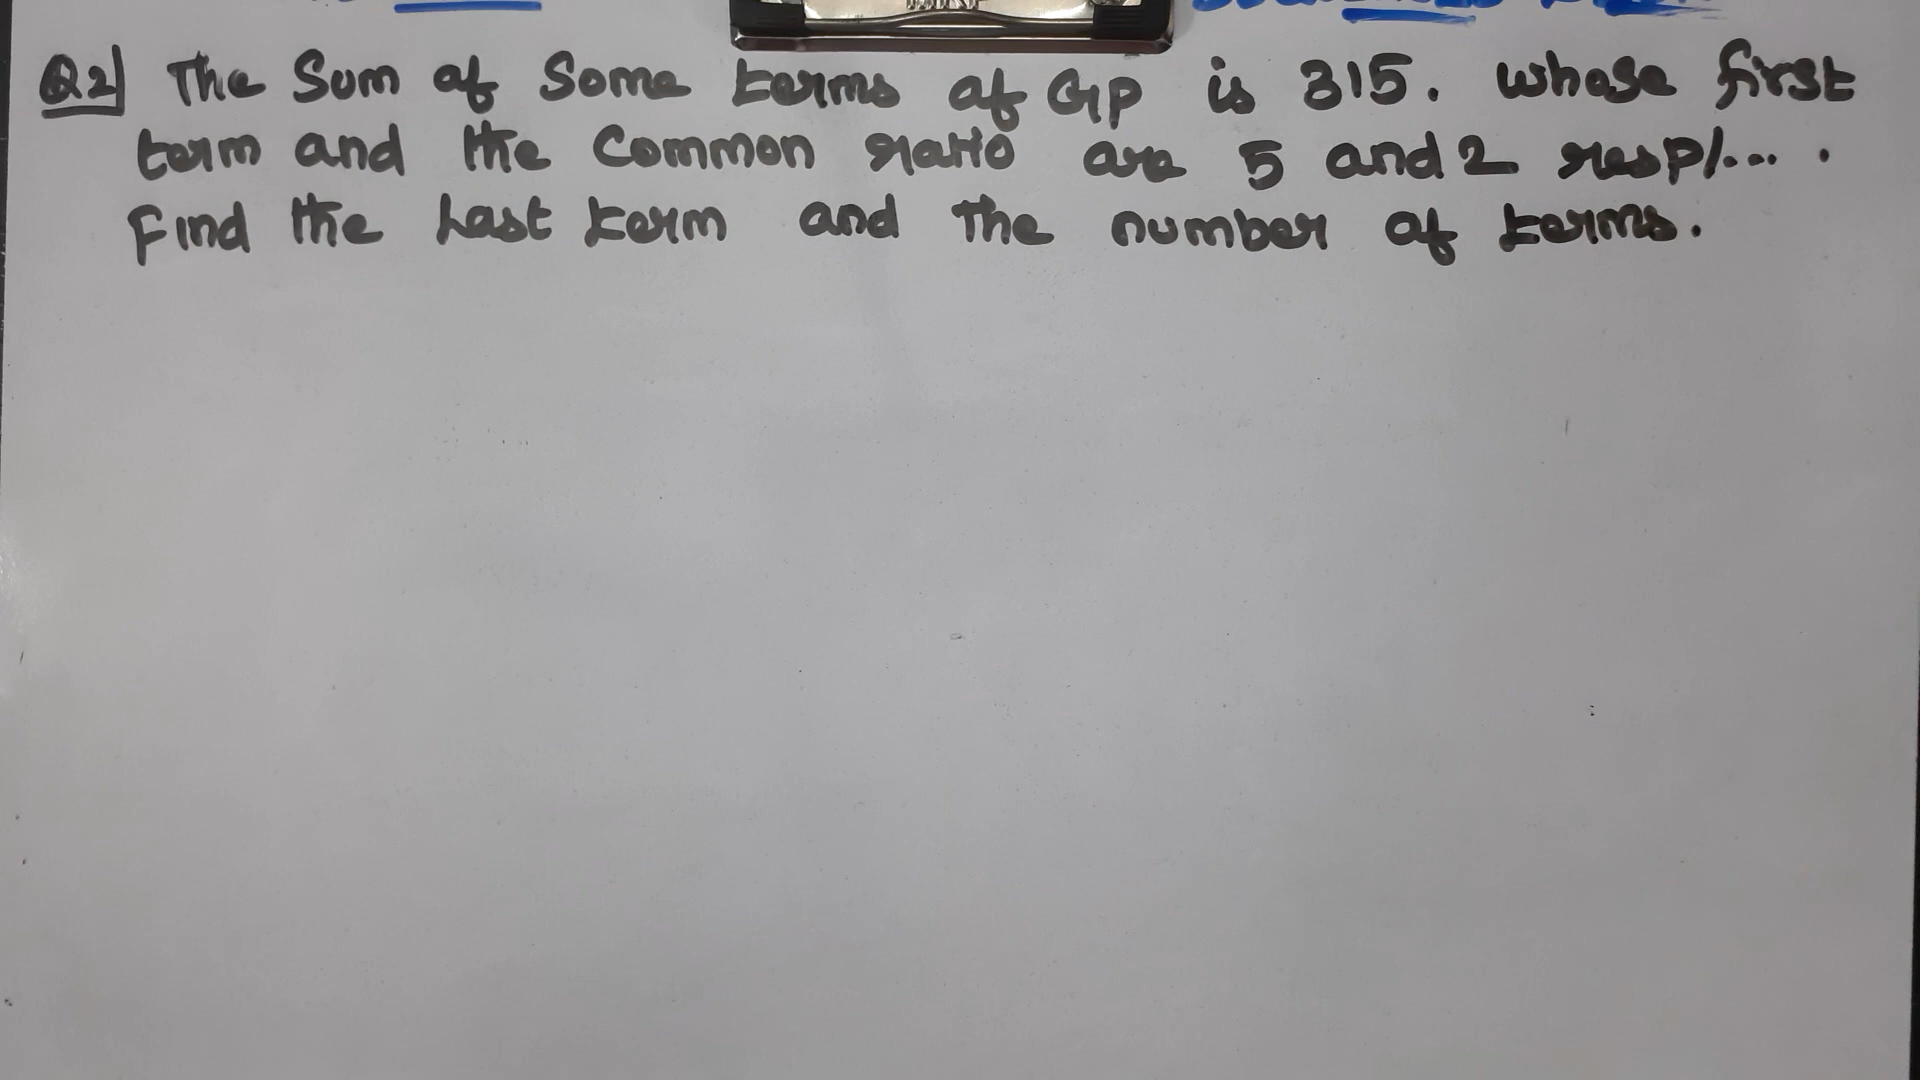 Q2] The Sum of Some terms of GP is 315. whose first
term and the Common ratio are 5 and 2 resp/.... .
Find the Last term and The number of terms.